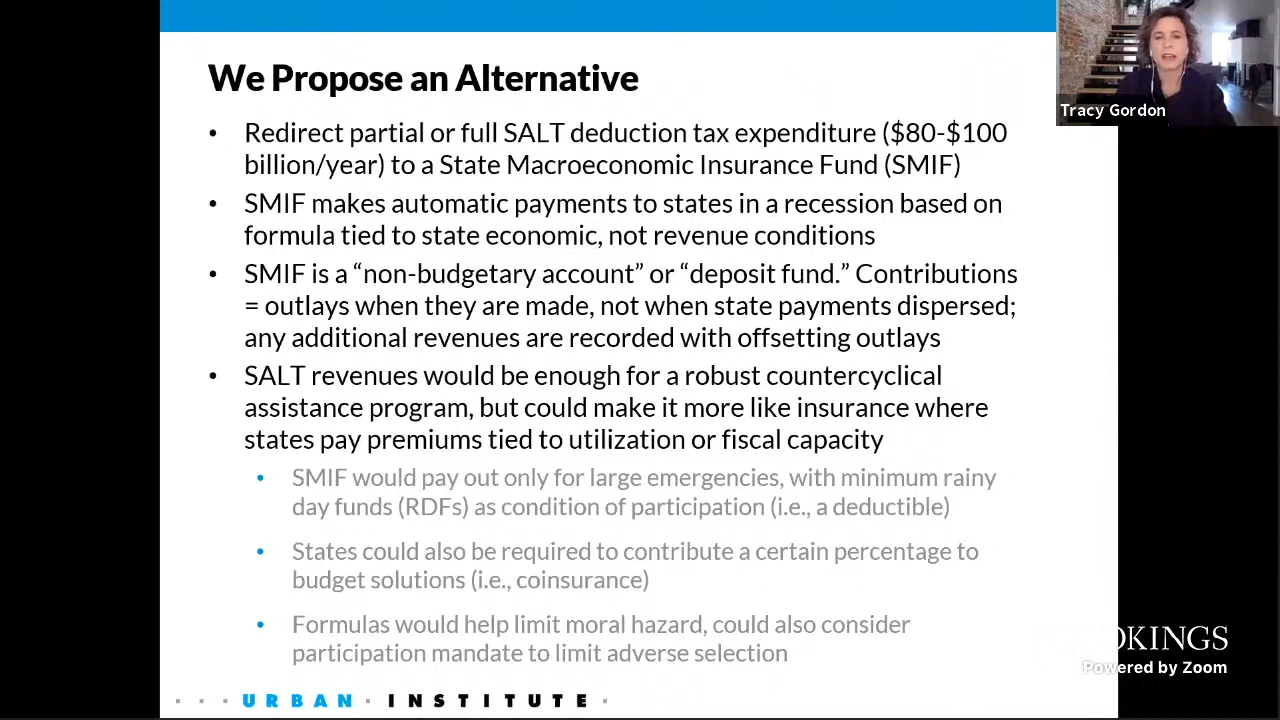 We Propose an Alternative
• Redirect partial or full SALT deduction tax expenditure ($80-$100
billion/year) to a State Macroeconomic Insurance Fund (SMIF)
• SMIF makes automatic payments to states in a recession based on
formula tied to state economic, not revenue conditions
• SMIF is a “non-budgetary account” or “deposit fund.” Contributions
= outlays when they are made, not when state payments dispersed;
any additional revenues are recorded with offsetting outlays
• SALT revenues would be enough for a robust countercyclical
assistance program, but could make it more like insurance where
states pay premiums tied to utilization or fiscal capacity
• SMIF would pay out only for large emergencies, with minimum rainy
day funds (RDFs) as condition of participation (i.e., a deductible)
• States could also be required to contribute a certain percentage to
budget solutions (i.e., coinsurance)
• Formulas would help limit moral hazard, could also consider
participation mandate to limit adverse selection
URBAN · INSTITUTE
Tracy Gordon
OKINGS
Powered by Zoom